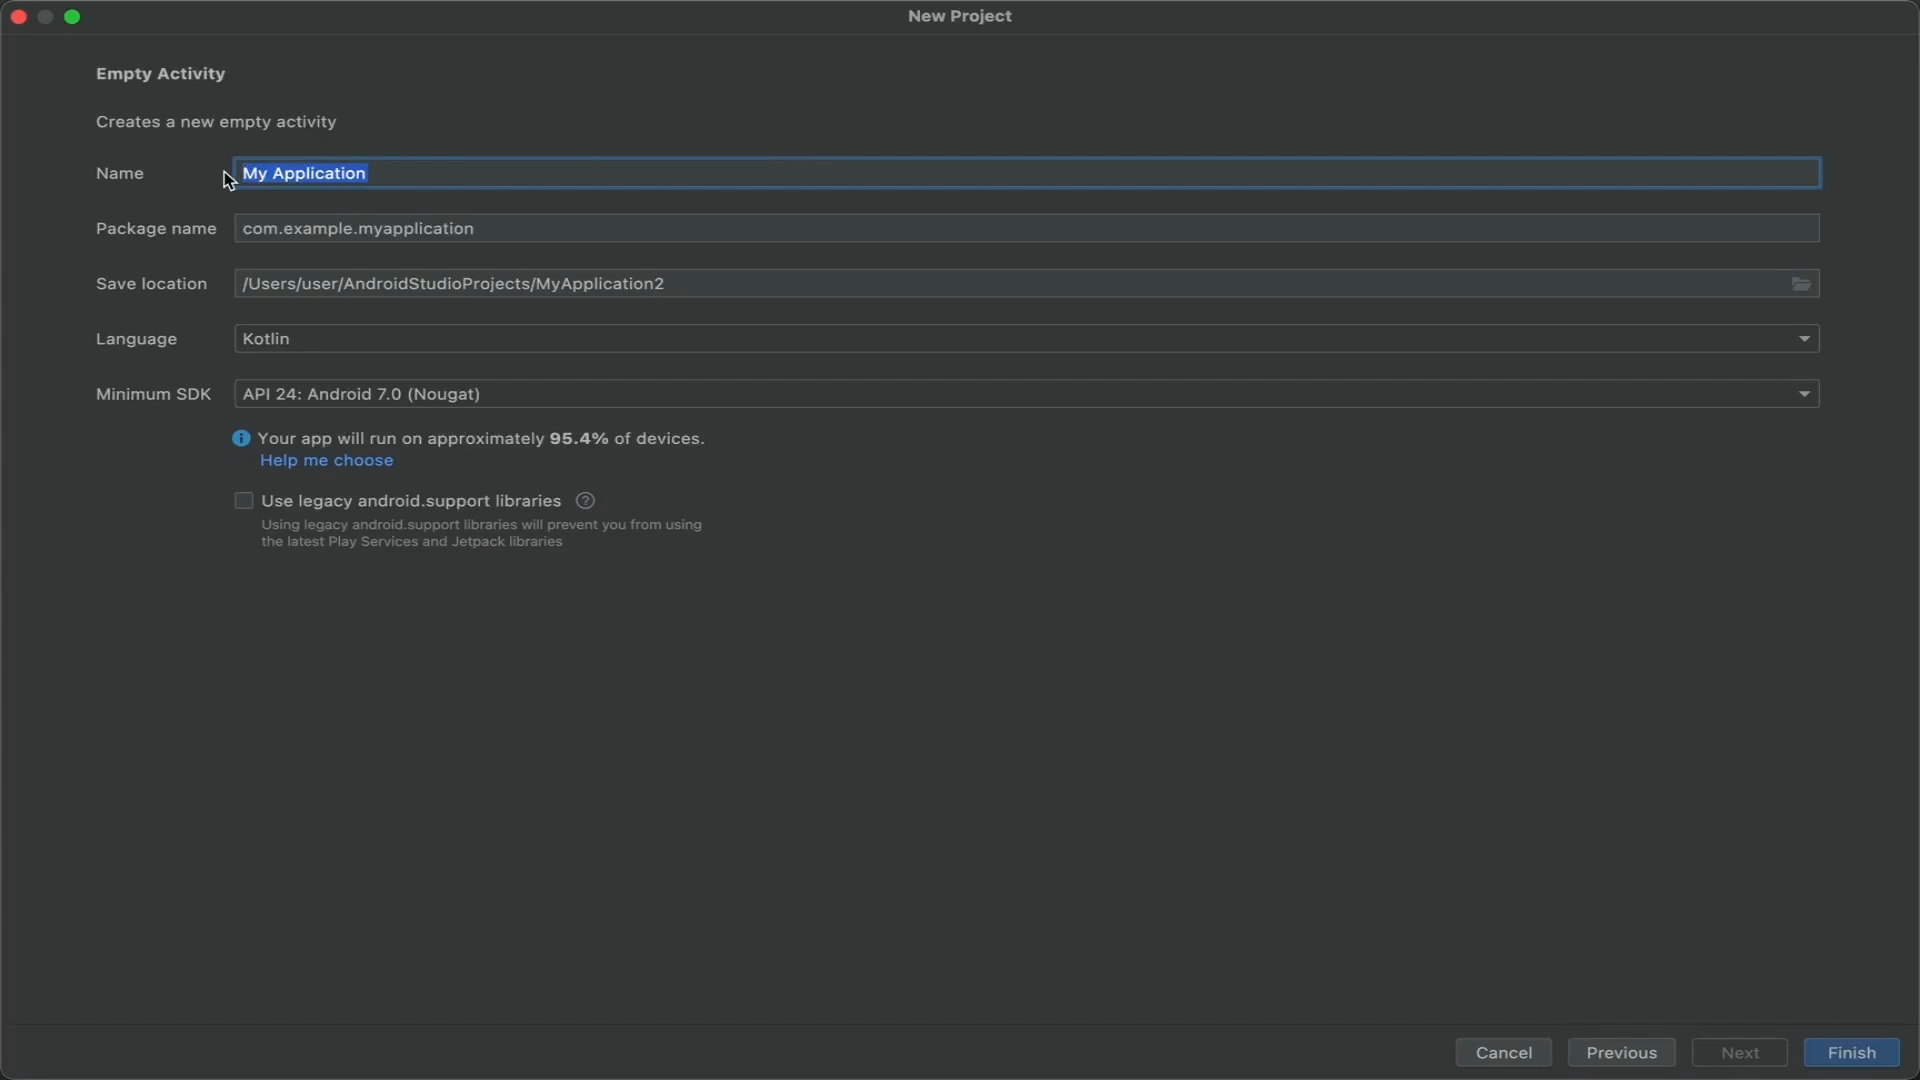 New Project
Empty Activity
Creates a new empty activity
Name My Application
Package name com.example.myapplication
Save location /Users/user/AndroidStudioProjects/MyApplication2
Language Kotlin
Minimum SDK API 24: Android 7.0 (Nougat)
Your app will run on approximately 95.4% of devices.
Help me choose
Use legacy android.support libraries
Using legacy android.support libraries will prevent you from using
the latest Play Services and Jetpack libraries
Cancel Previous Next Finish